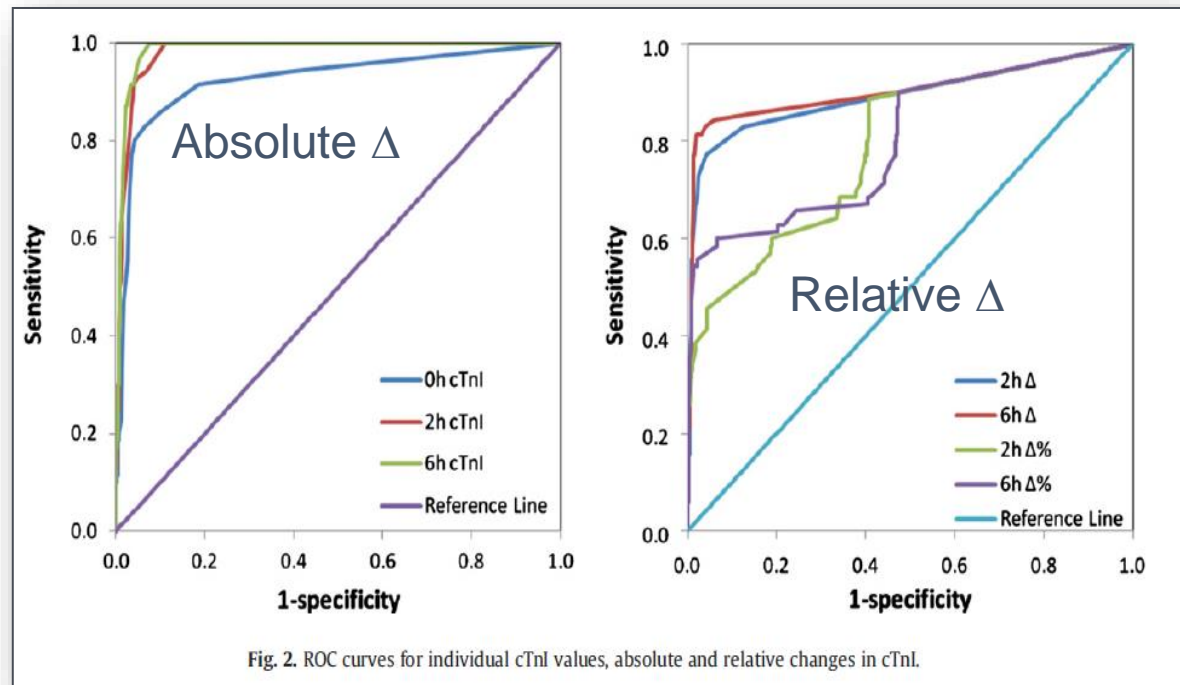 1.0
0.8
0.6
0.4
0.2
0.0
Sensitivity
Absolute Δ
0h cTnI
2h cTnI
6h cTnI
Reference Line
0.0 0.2 0.4 0.6 0.8 1.0
1-specificity
1.0
0.8
0.6
0.4
0.2
0.0
Sensitivity
Relative Δ
2h Δ
6h Δ
2h Δ%
6h Δ%
Reference Line
0.0 0.2 0.4 0.6 0.8 1.0
1-specificity
Fig. 2. ROC curves for individual cTnI values, absolute and relative changes in cTnI.